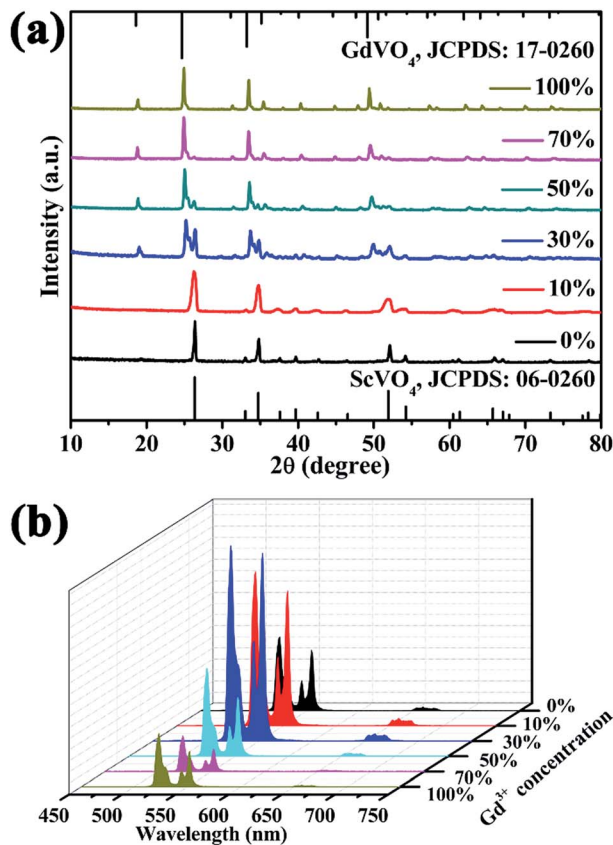 (a)
GdVO4, JCPDS: 17-0260
100%
70%
50%
30%
10%
0%
ScVO4, JCPDS: 06-0260
Intensity (a.u.)
10 20 30 40 50 60 70 80
2θ (degree)
(b)
0%
10%
30%
50%
70%
100%
Gd3+ concentration
450 500 550 600 650 700 750
Wavelength (nm)